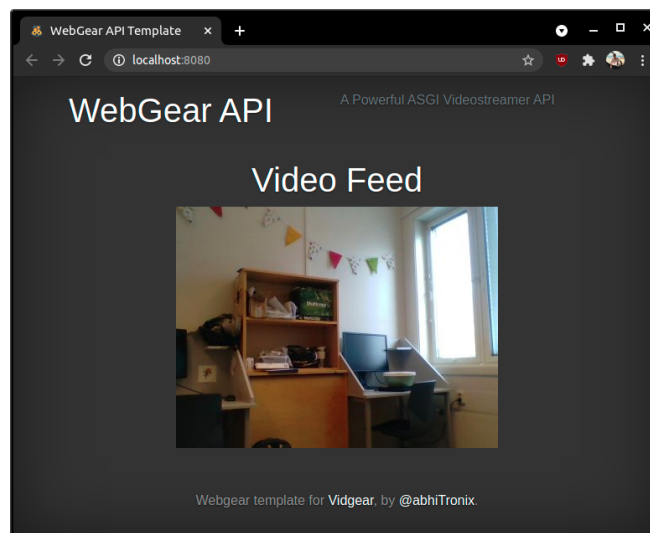 WebGear API Template
localhost:8080
WebGear API
A Powerful ASGI Videostreamer API
Video Feed
Webgear template for Vidgear, by @abhiTronix.